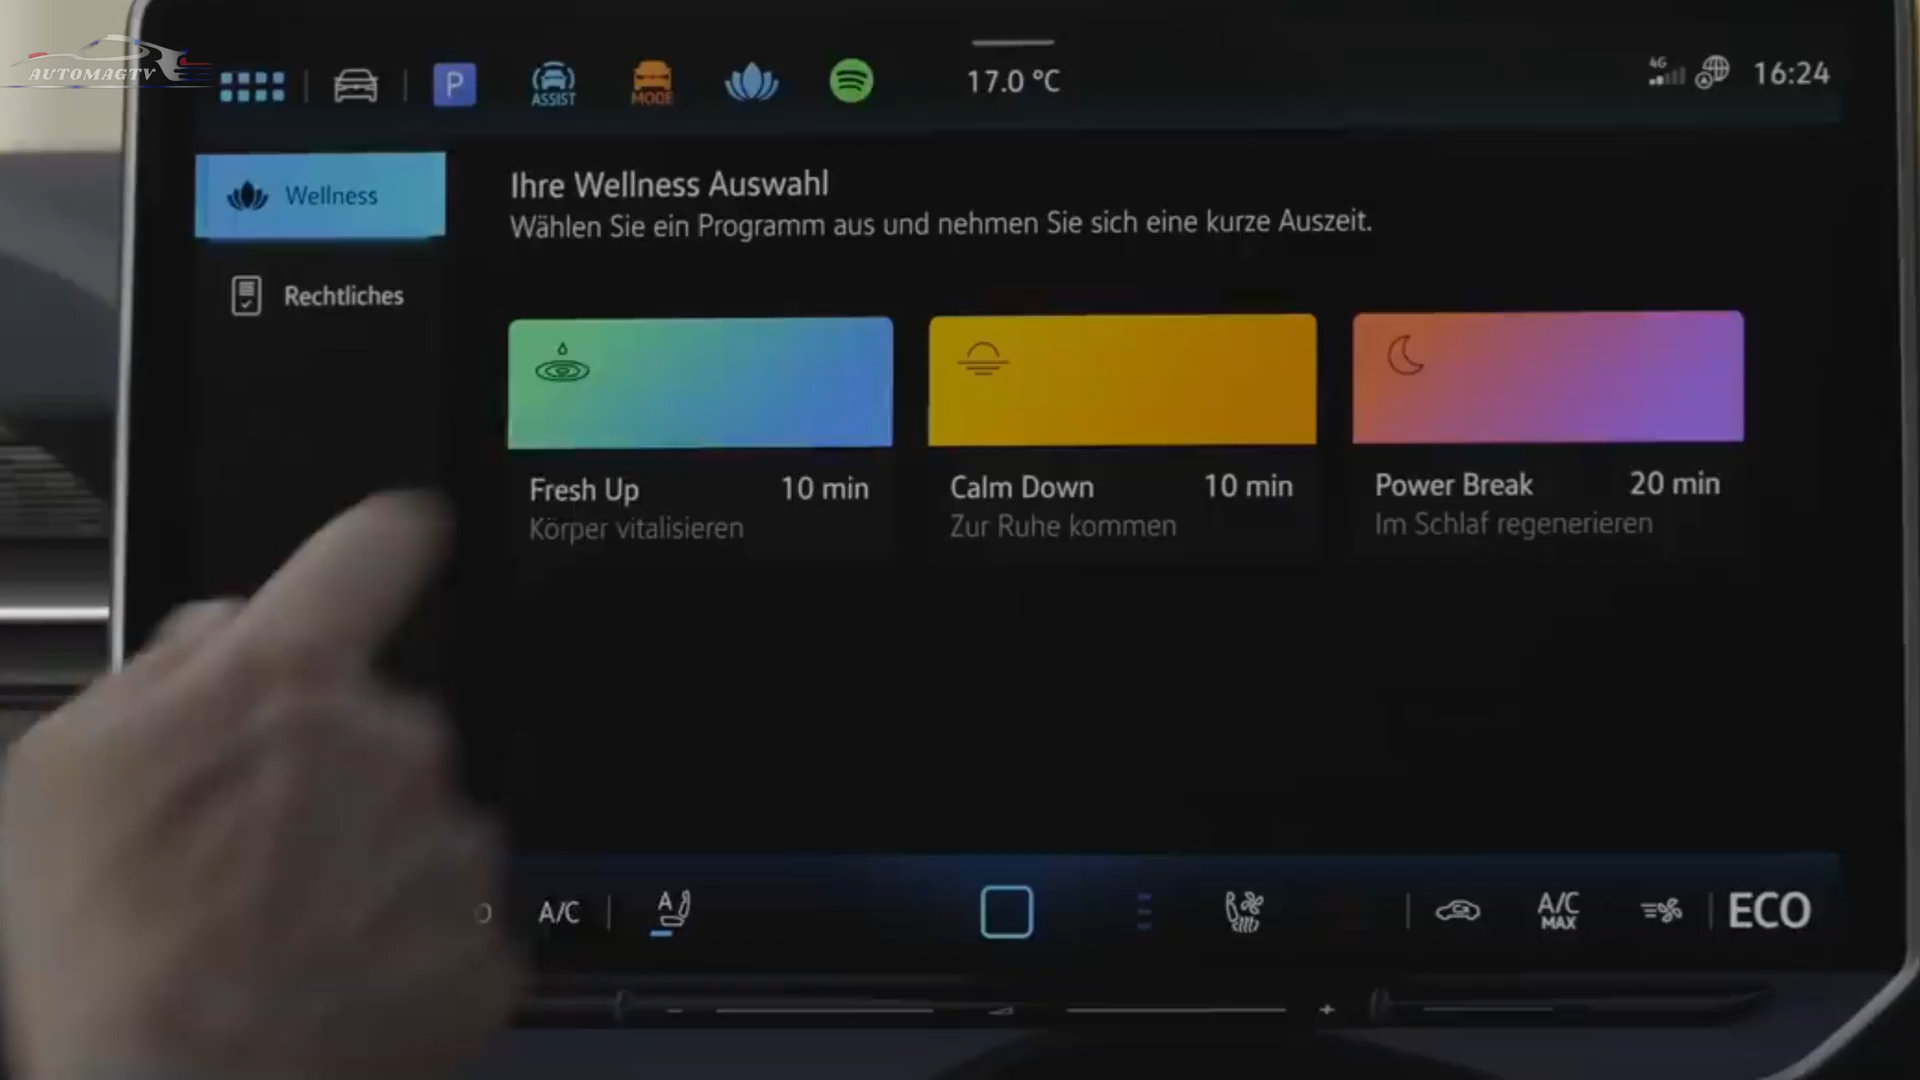 AUTOMAGTV
P
ASSIST
MODE
17.0 °C
4G
16:24
Wellness
Rechtliches
Ihre Wellness Auswahl
Wählen Sie ein Programm aus und nehmen Sie sich eine kurze Auszeit.
Fresh Up 10 min
Körper vitalisieren
Calm Down 10 min
Zur Ruhe kommen
Power Break 20 min
Im Schlaf regenerieren
A/C
A
A/C MAX
ECO